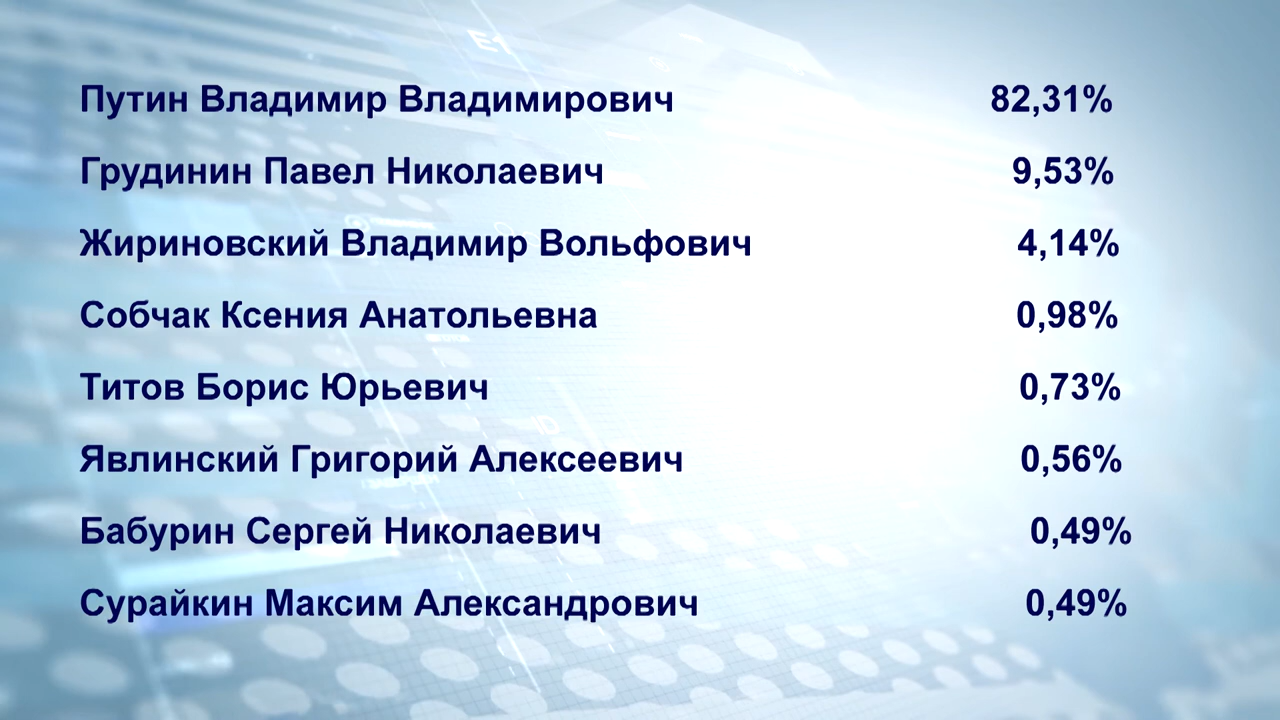 E1
Путин Владимир Владимирович 82,31%
Грудинин Павел Николаевич 9,53%
Жириновский Владимир Вольфович 4,14%
Собчак Ксения Анатольевна 0,98%
Титов Борис Юрьевич 0,73%
ID
Явлинский Григорий Алексеевич 0,56%
Бабурин Сергей Николаевич 0,49%
Сурайкин Максим Александрович 0,49%